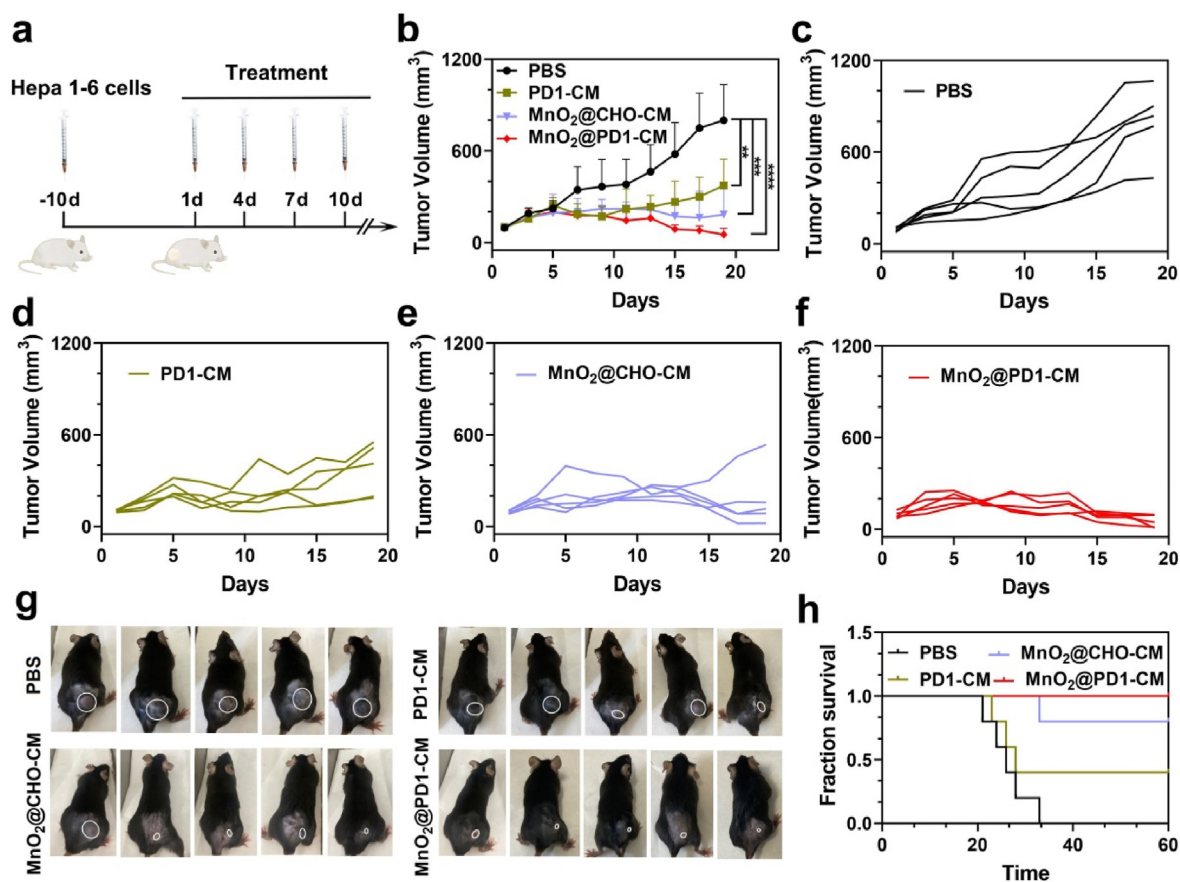 a
Hepa 1-6 cells
Treatment
-10d
1d
4d
7d
10d
b
Tumor Volume (mm³)
1200
600
0
PBS
PD1-CM
MnO₂@CHO-CM
MnO₂@PD1-CM
**
***
****
0
5
10
15
20
Days
c
Tumor Volume (mm³)
1200
600
0
PBS
0
5
10
15
20
Days
d
Tumor Volume (mm³)
1200
600
0
PD1-CM
0
5
10
15
20
Days
e
Tumor Volume (mm³)
1200
600
0
MnO₂@CHO-CM
0
5
10
15
20
Days
f
Tumor Volume(mm³)
1200
600
0
MnO₂@PD1-CM
0
5
10
15
20
Days
g
PBS
PD1-CM
MnO₂@CHO-CM
MnO₂@PD1-CM
h
Fraction survival
1.5
1.0
0.5
0.0
PBS
MnO₂@CHO-CM
PD1-CM
MnO₂@PD1-CM
0
20
40
60
Time